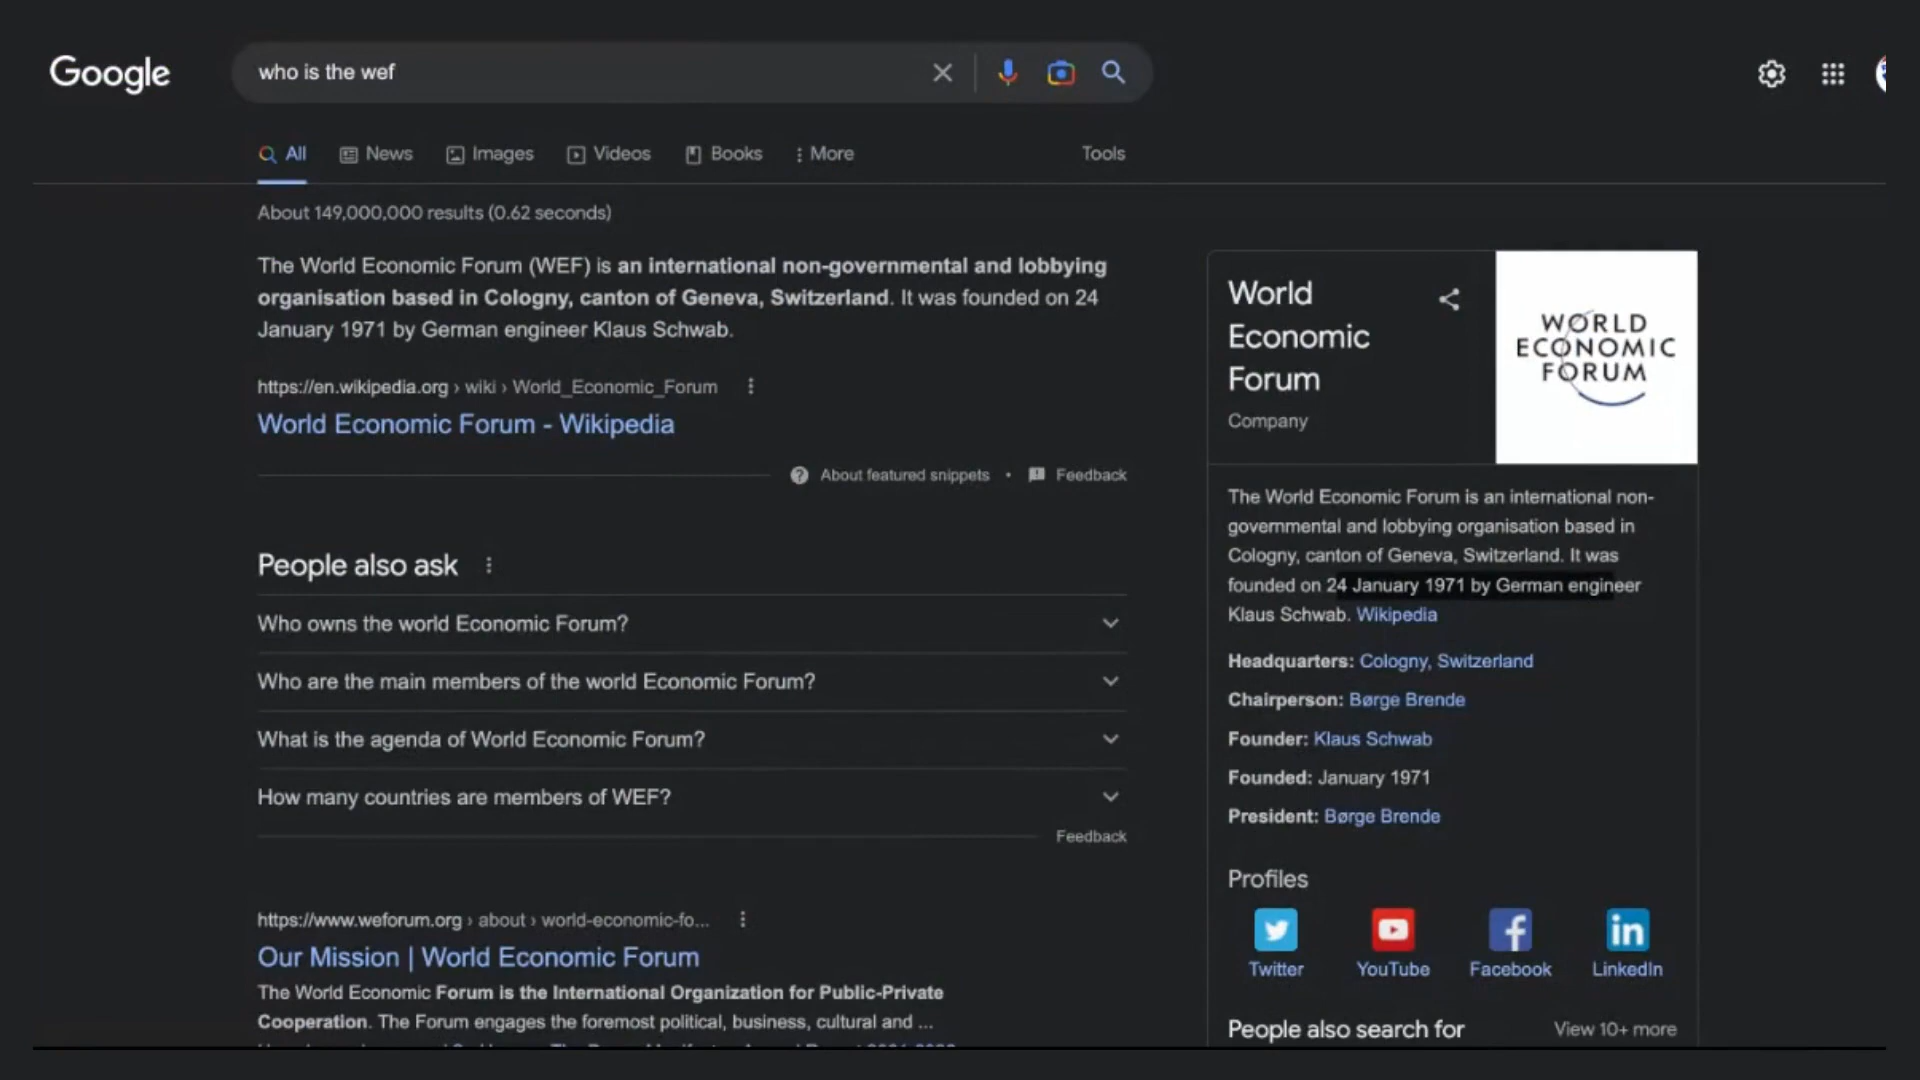 Google
who is the wef
All
News
Images
Videos
Books
More
Tools
About 149,000,000 results (0.62 seconds)
The World Economic Forum (WEF) is an international non-governmental and lobbying
organisation based in Cologny, canton of Geneva, Switzerland. It was founded on 24
January 1971 by German engineer Klaus Schwab.
https://en.wikipedia.org › wiki › World_Economic_Forum
World Economic Forum - Wikipedia
About featured snippets • Feedback
People also ask
Who owns the world Economic Forum?
Who are the main members of the world Economic Forum?
What is the agenda of World Economic Forum?
How many countries are members of WEF?
Feedback
https://www.weforum.org › about › world-economic-fo...
Our Mission | World Economic Forum
The World Economic Forum is the International Organization for Public-Private
Cooperation. The Forum engages the foremost political, business, cultural and ...
World
Economic
Forum
Company
WORLD
ECONOMIC
FORUM
The World Economic Forum is an international non-
governmental and lobbying organisation based in
Cologny, canton of Geneva, Switzerland. It was
founded on 24 January 1971 by German engineer
Klaus Schwab. Wikipedia
Headquarters: Cologny, Switzerland
Chairperson: Børge Brende
Founder: Klaus Schwab
Founded: January 1971
President: Børge Brende
Profiles
Twitter
YouTube
Facebook
LinkedIn
People also search for
View 10+ more